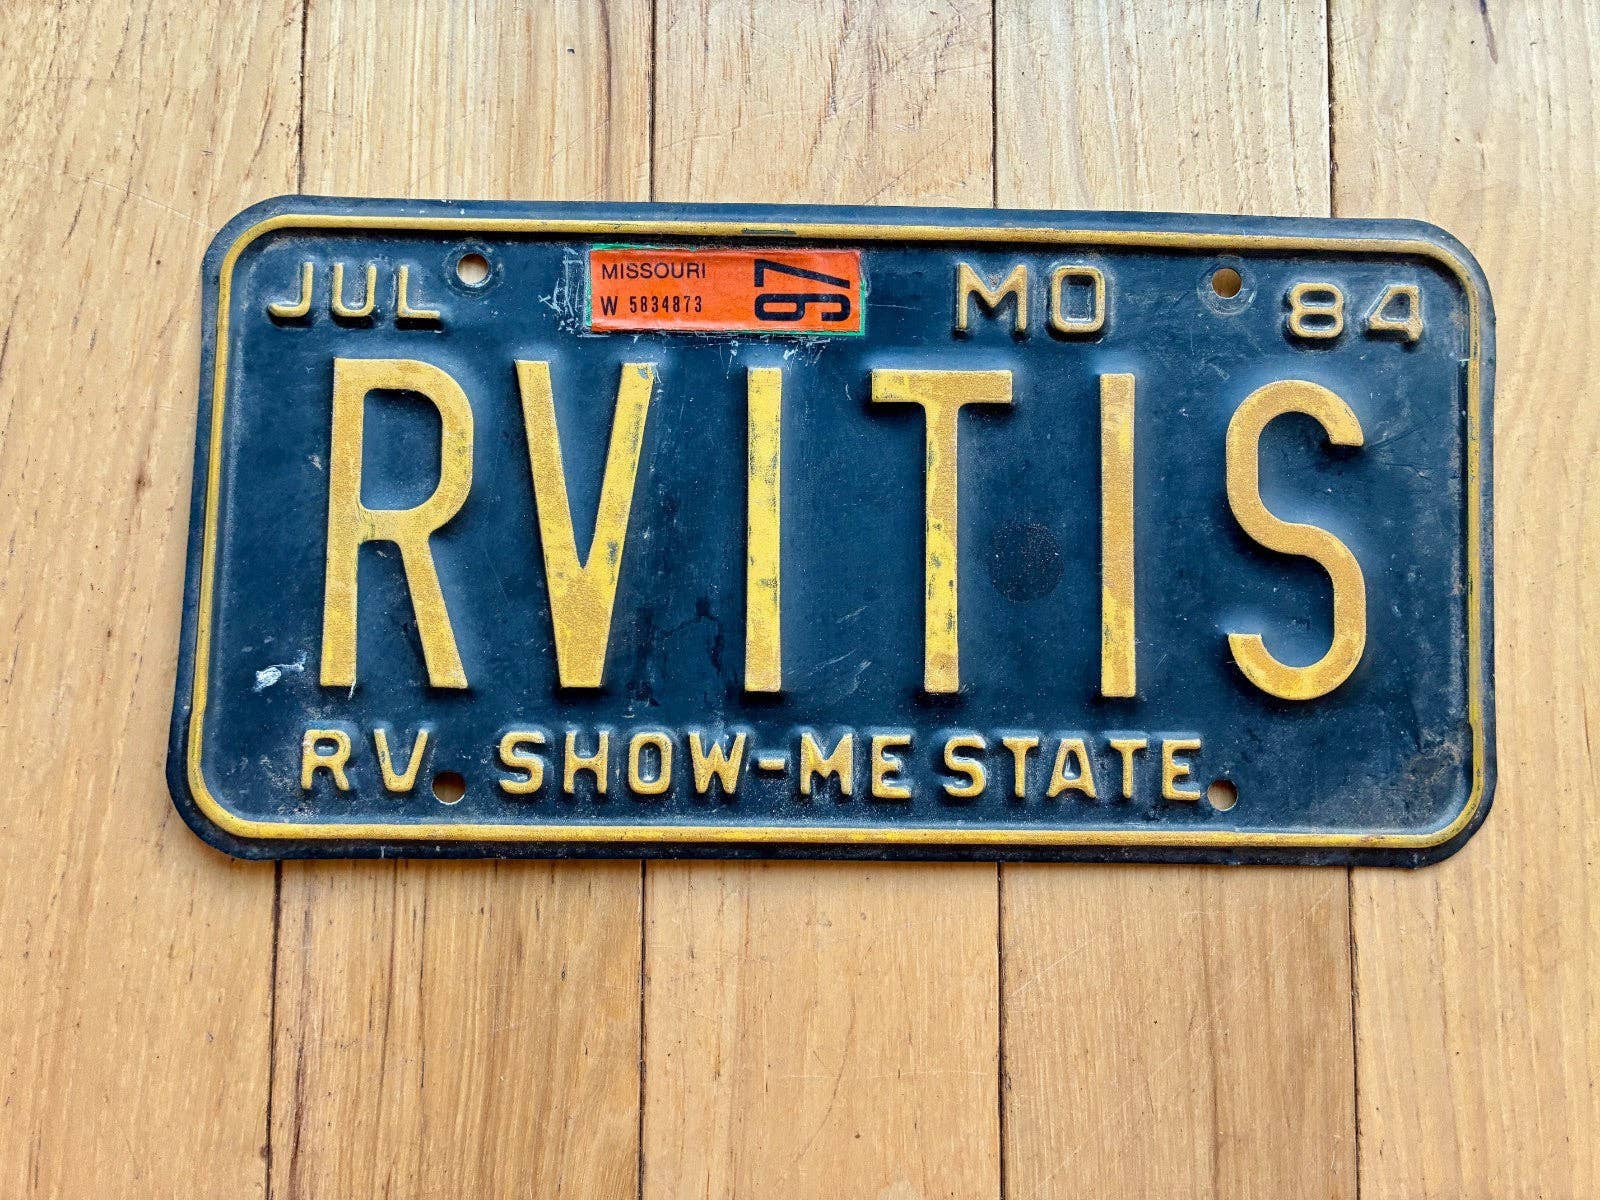 JUL MO 84
MISSOURI
W 5834873
97
RVITIS
RV SHOW-ME STATE